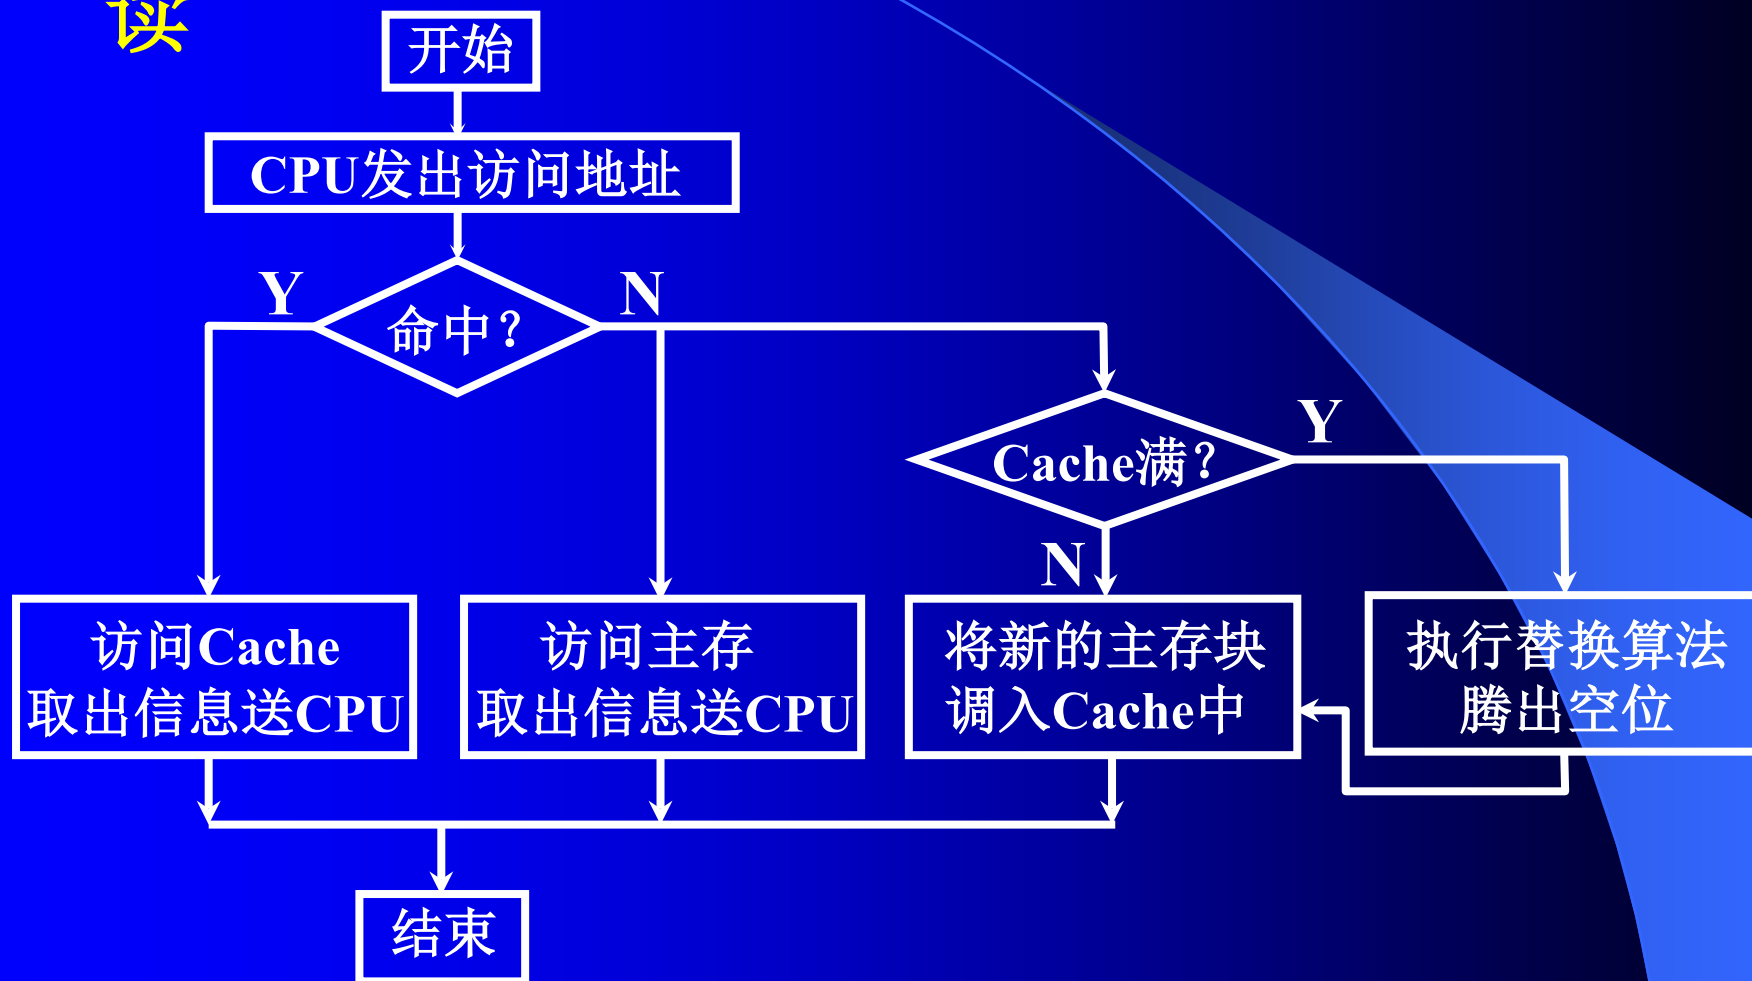 读
开始
CPU发出访问地址
Y
N
命中?
Y
Cache满?
N
访问Cache
取出信息送CPU
访问主存
取出信息送CPU
将新的主存块
调入Cache中
执行替换算法
腾出空位
结束